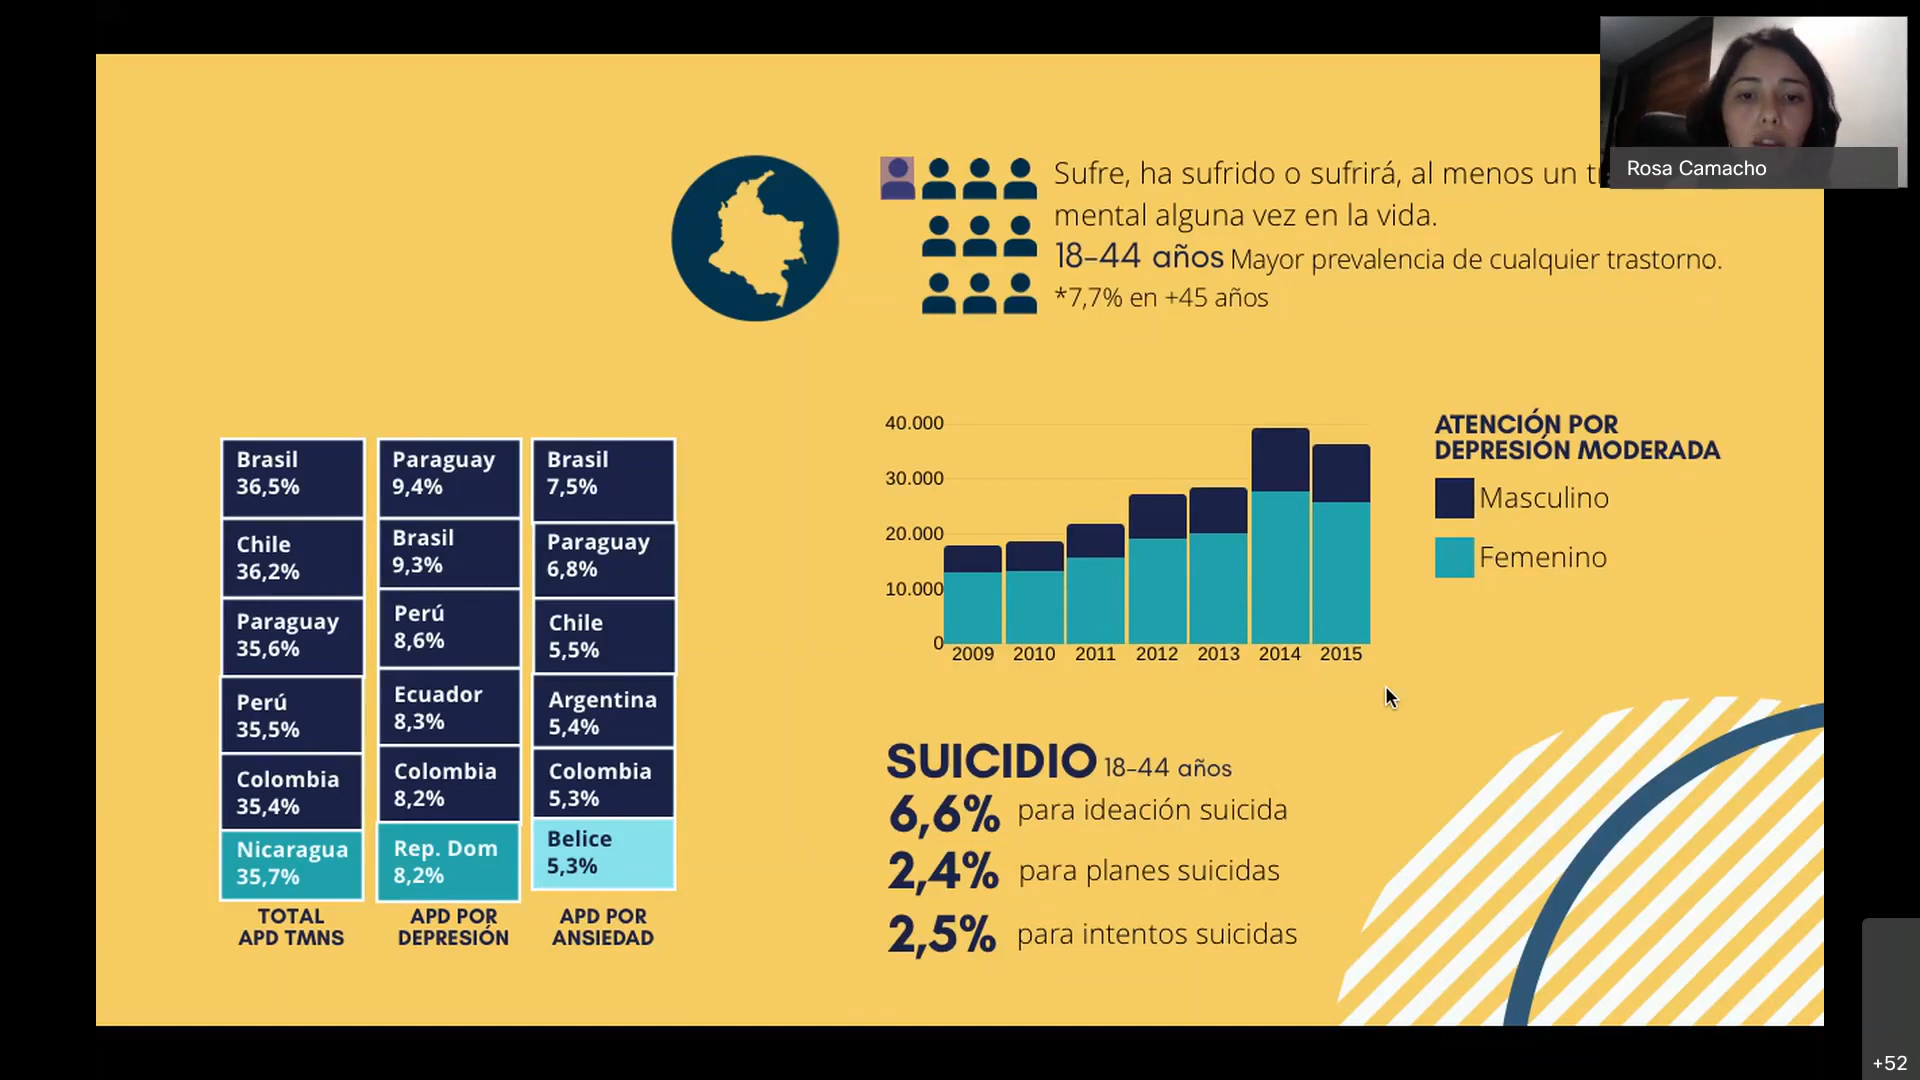 Rosa Camacho
Sufre, ha sufrido o sufrirá, al menos un
mental alguna vez en la vida.
18-44 años Mayor prevalencia de cualquier trastorno.
*7,7% en +45 años
Brasil
36,5%
Chile
36,2%
Paraguay
35,6%
Perú
35,5%
Colombia
35,4%
Nicaragua
35,7%
TOTAL
APD TMNS
Paraguay
9,4%
Brasil
9,3%
Perú
8,6%
Ecuador
8,3%
Colombia
8,2%
Rep. Dom
8,2%
APD POR
DEPRESIÓN
Brasil
7,5%
Paraguay
6,8%
Chile
5,5%
Argentina
5,4%
Colombia
5,3%
Belice
5,3%
APD POR
ANSIEDAD
40.000
30.000
20.000
10.000
0
2009 2010 2011 2012 2013 2014 2015
ATENCIÓN POR
DEPRESIÓN MODERADA
Masculino
Femenino
SUICIDIO 18-44 años
6,6% para ideación suicida
2,4% para planes suicidas
2,5% para intentos suicidas
+52